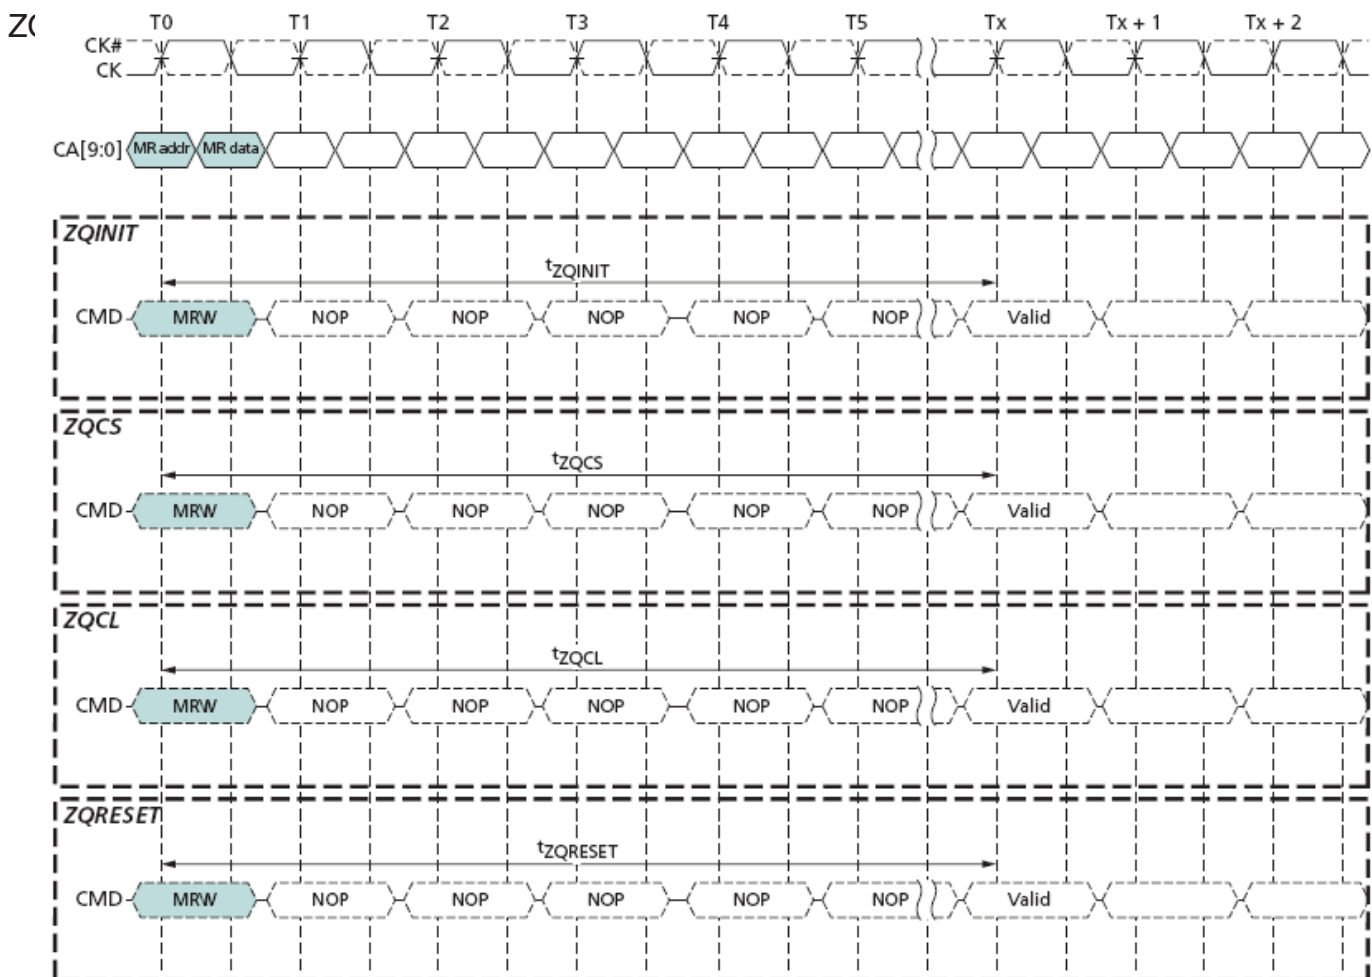 T0 T1 T2 T3 T4 T5 Tx Tx + 1 Tx + 2
CK#
CK
CA[9:0] MR addr MR data
ZQINIT
tZQINIT
CMD MRW NOP NOP NOP NOP NOP Valid
ZQCS
tZQCS
CMD MRW NOP NOP NOP NOP NOP Valid
ZQCL
tZQCL
CMD MRW NOP NOP NOP NOP NOP Valid
ZQRESET
tZQRESET
CMD MRW NOP NOP NOP NOP NOP Valid